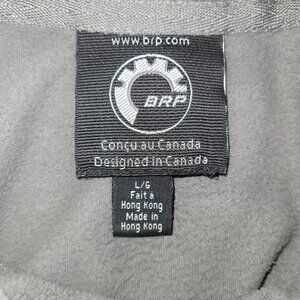 www.brp.com
BRP
Conçu au Canada
Designed in Canada
L/G
Fait à
Hong Kong
Made in
Hong Kong